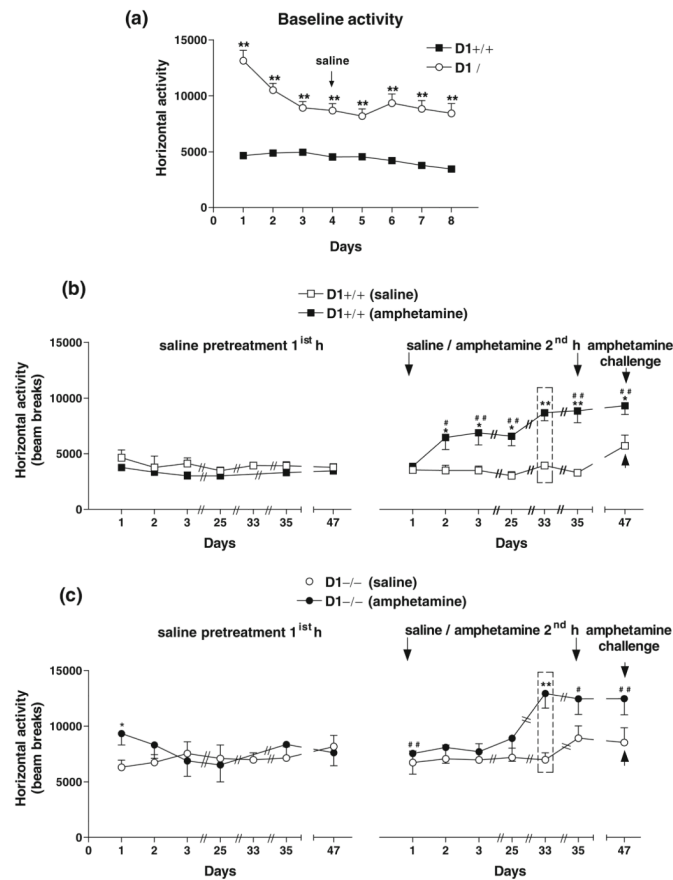 (a)
Baseline activity
15000
10000
5000
0
Horizontal activity
** ** ** ** ** ** ** **
saline
D1+/+
D1 /
0 1 2 3 4 5 6 7 8
Days
(b)
D1+/+ (saline)
D1+/+ (amphetamine)
saline pretreatment 1ist h
saline / amphetamine 2nd h
amphetamine
challenge
15000
10000
5000
0
Horizontal activity
(beam breaks)
# ## ## ## ##
* * * ** ** *
1 2 3 25 33 35 47
Days
1 2 3 25 33 35 47
Days
(c)
D1−/− (saline)
D1−/− (amphetamine)
saline pretreatment 1ist h
saline / amphetamine 2nd h
amphetamine
challenge
15000
10000
5000
0
Horizontal activity
(beam breaks)
*
## ** # ##
0 1 2 3 25 33 35 47
Days
1 2 3 25 33 35 47
Days